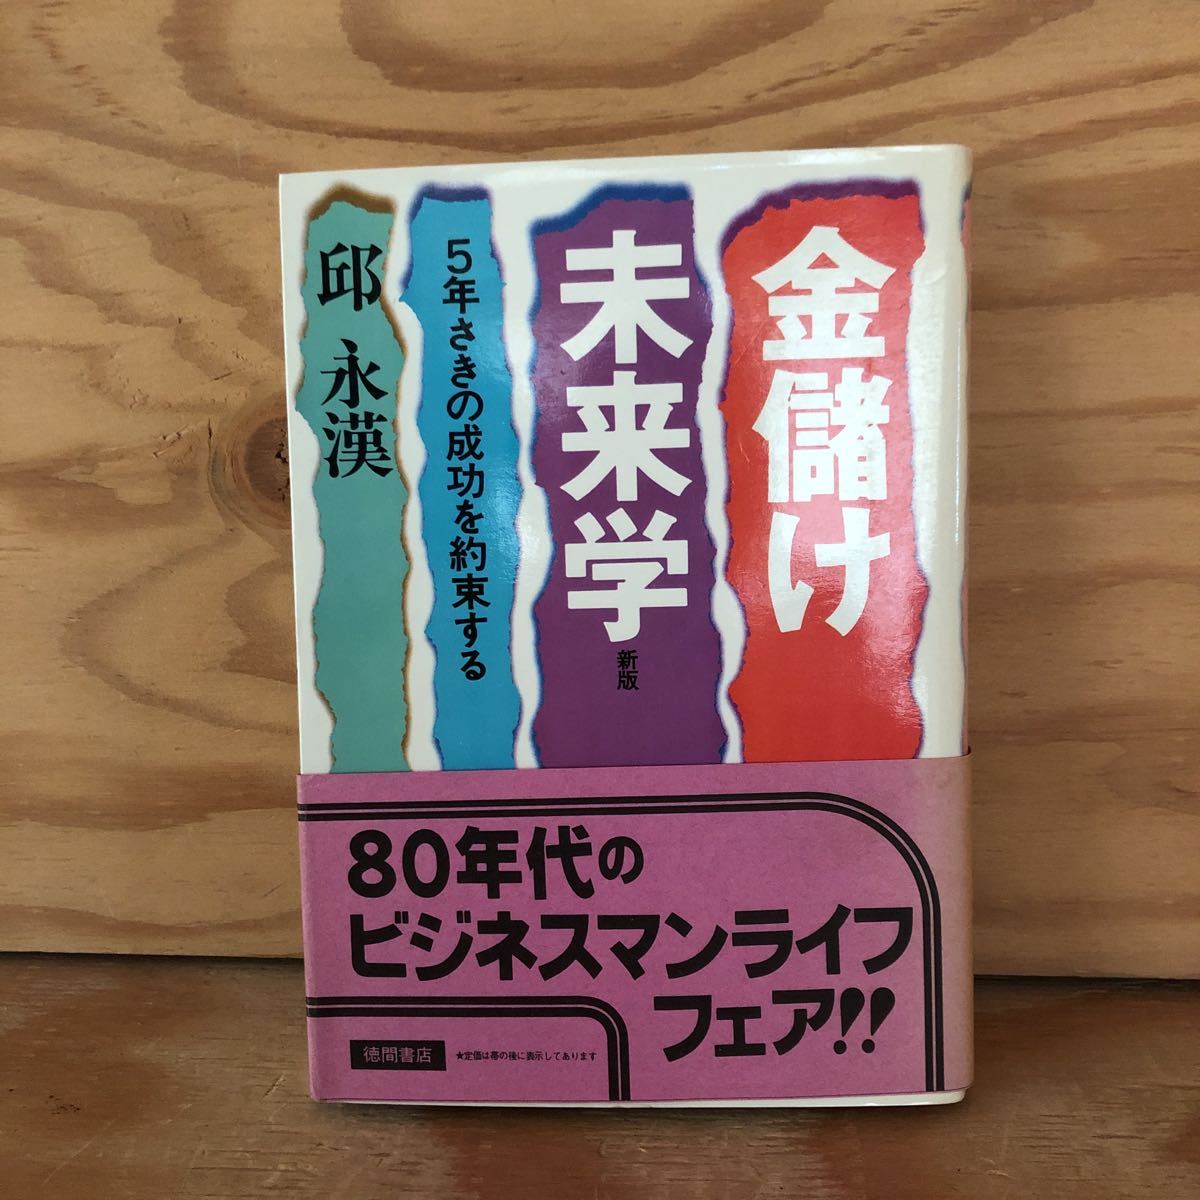 金儲け
未来学
新版
5年さきの成功を約束する
邱 永漢
80年代の
ビジネスマンライフ
フェア!!
徳間書店
★定価は帯の後に表示してあります